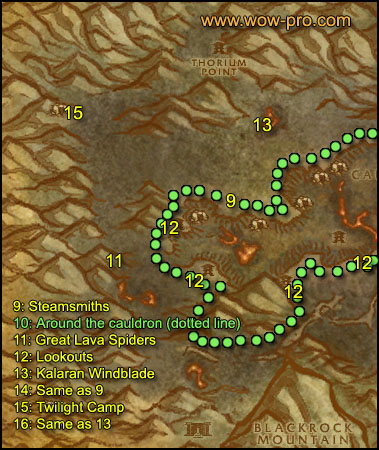 www.wow-pro.com
THORIUM
POINT
15
13
CA
9
12
11
12
12
12
9: Steamsmiths
10: Around the cauldron (dotted line)
11: Great Lava Spiders
12: Lookouts
13: Kalaran Windblade
14: Same as 9
15: Twilight Camp
16: Same as 13
BLACKROCK
MOUNTAIN